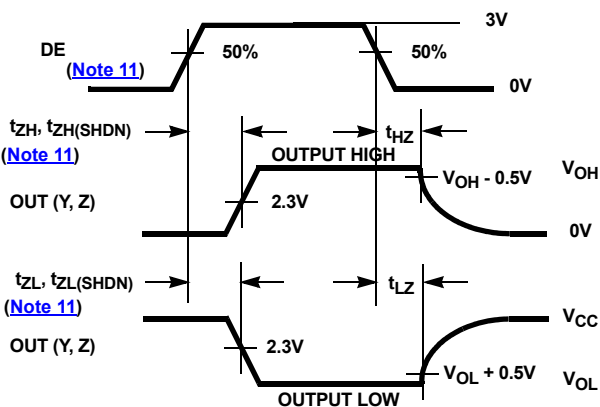 3V
DE
(Note 11)
50%
50%
0V
tZH, tZH(SHDN)
(Note 11)
tHZ
OUTPUT HIGH
VOH - 0.5V
VOH
OUT (Y, Z)
2.3V
0V
tZL, tZL(SHDN)
(Note 11)
tLZ
VCC
OUT (Y, Z)
2.3V
VOL + 0.5V
VOL
OUTPUT LOW